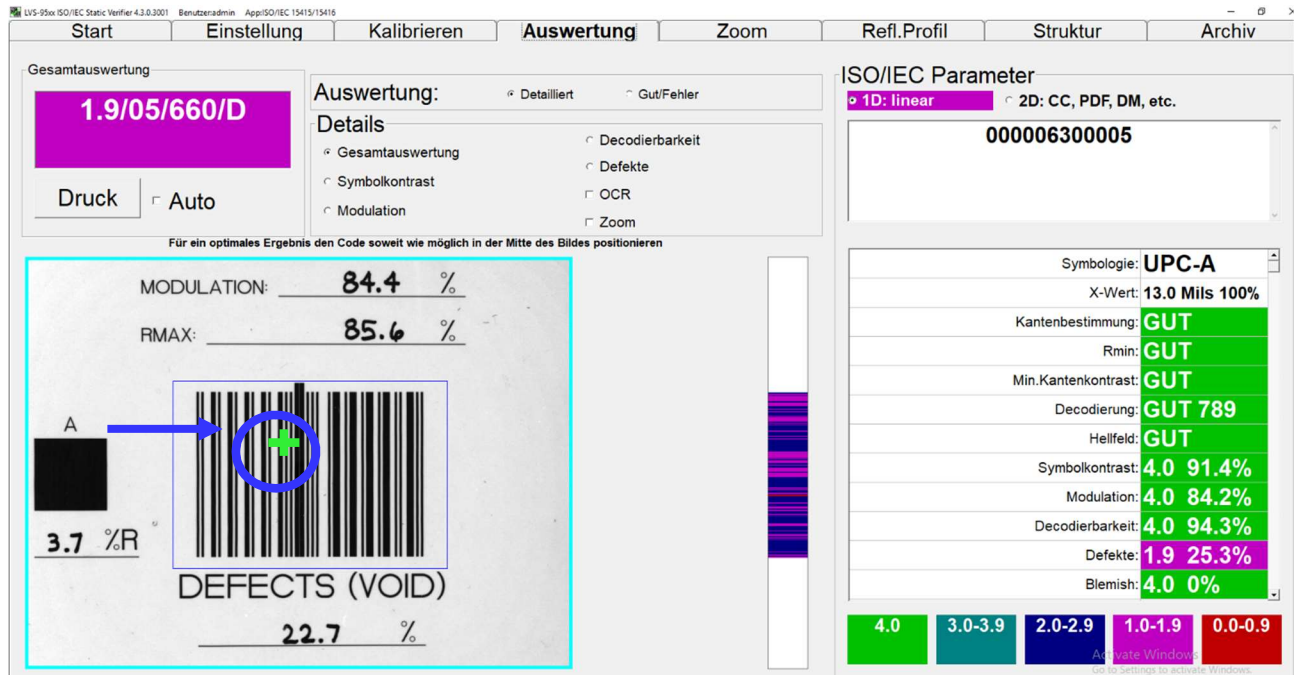 LVS-95xx ISO/IEC Static Verifier 4.3.0.3001 Benutzer:admin App:ISO/IEC 15415/15416
Start Einstellung Kalibrieren Auswertung Zoom Refl.Profil Struktur Archiv
Gesamtauswertung
1.9/05/660/D
Druck
Auto
Auswertung: Detailliert Gut/Fehler
Details
Gesamtauswertung
Symbolkontrast
Modulation
Decodierbarkeit
Defekte
OCR
Zoom
Für ein optimales Ergebnis den Code soweit wie möglich in der Mitte des Bildes positionieren
MODULATION: 84.4 %
RMAX: 85.6 %
A
3.7 %R
DEFECTS (VOID)
22.7 %
ISO/IEC Parameter
1D: linear 2D: CC, PDF, DM, etc.
000006300005
Symbologie: UPC-A
X-Wert: 13.0 Mils 100%
Kantenbestimmung: GUT
Rmin: GUT
Min.Kantenkontrast: GUT
Decodierung: GUT 789
Hellfeld: GUT
Symbolkontrast: 4.0 91.4%
Modulation: 4.0 84.2%
Decodierbarkeit: 4.0 94.3%
Defekte: 1.9 25.3%
Blemish: 4.0 0%
4.0 3.0-3.9 2.0-2.9 1.0-1.9 0.0-0.9
Activate Windows
Go to Settings to activate Windows.